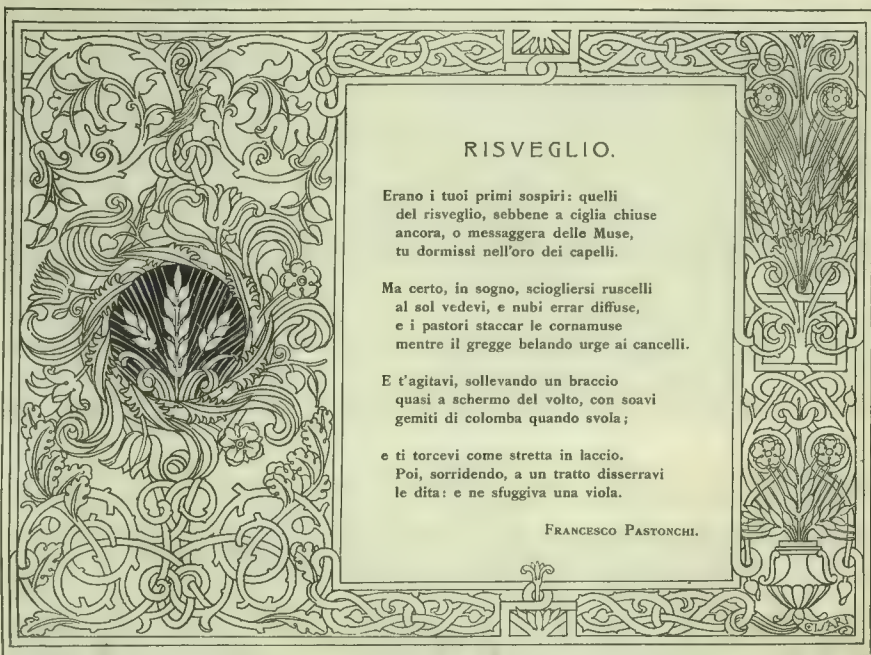 RISVEGLIO.
Erano i tuoi primi sospiri: quelli
del risveglio, sebbene a ciglia chiuse
ancora, o messaggera delle Muse,
tu dormissi nell'oro dei capelli.
Ma certo, in sogno, sciogliersi ruscelli
al sol vedevi, e nubi errar diffuse,
e i pastori staccar le cornamuse
mentre il gregge belando urge ai cancelli.
E t'agitavi, sollevando un braccio
quasi a schermo del volto, con soavi
gemiti di colomba quando svola;
e ti torcevi come stretta in laccio.
Poi, sorridendo, a un tratto disserravi
le dita: e ne sfuggiva una viola.
FRANCESCO PASTONCHI.